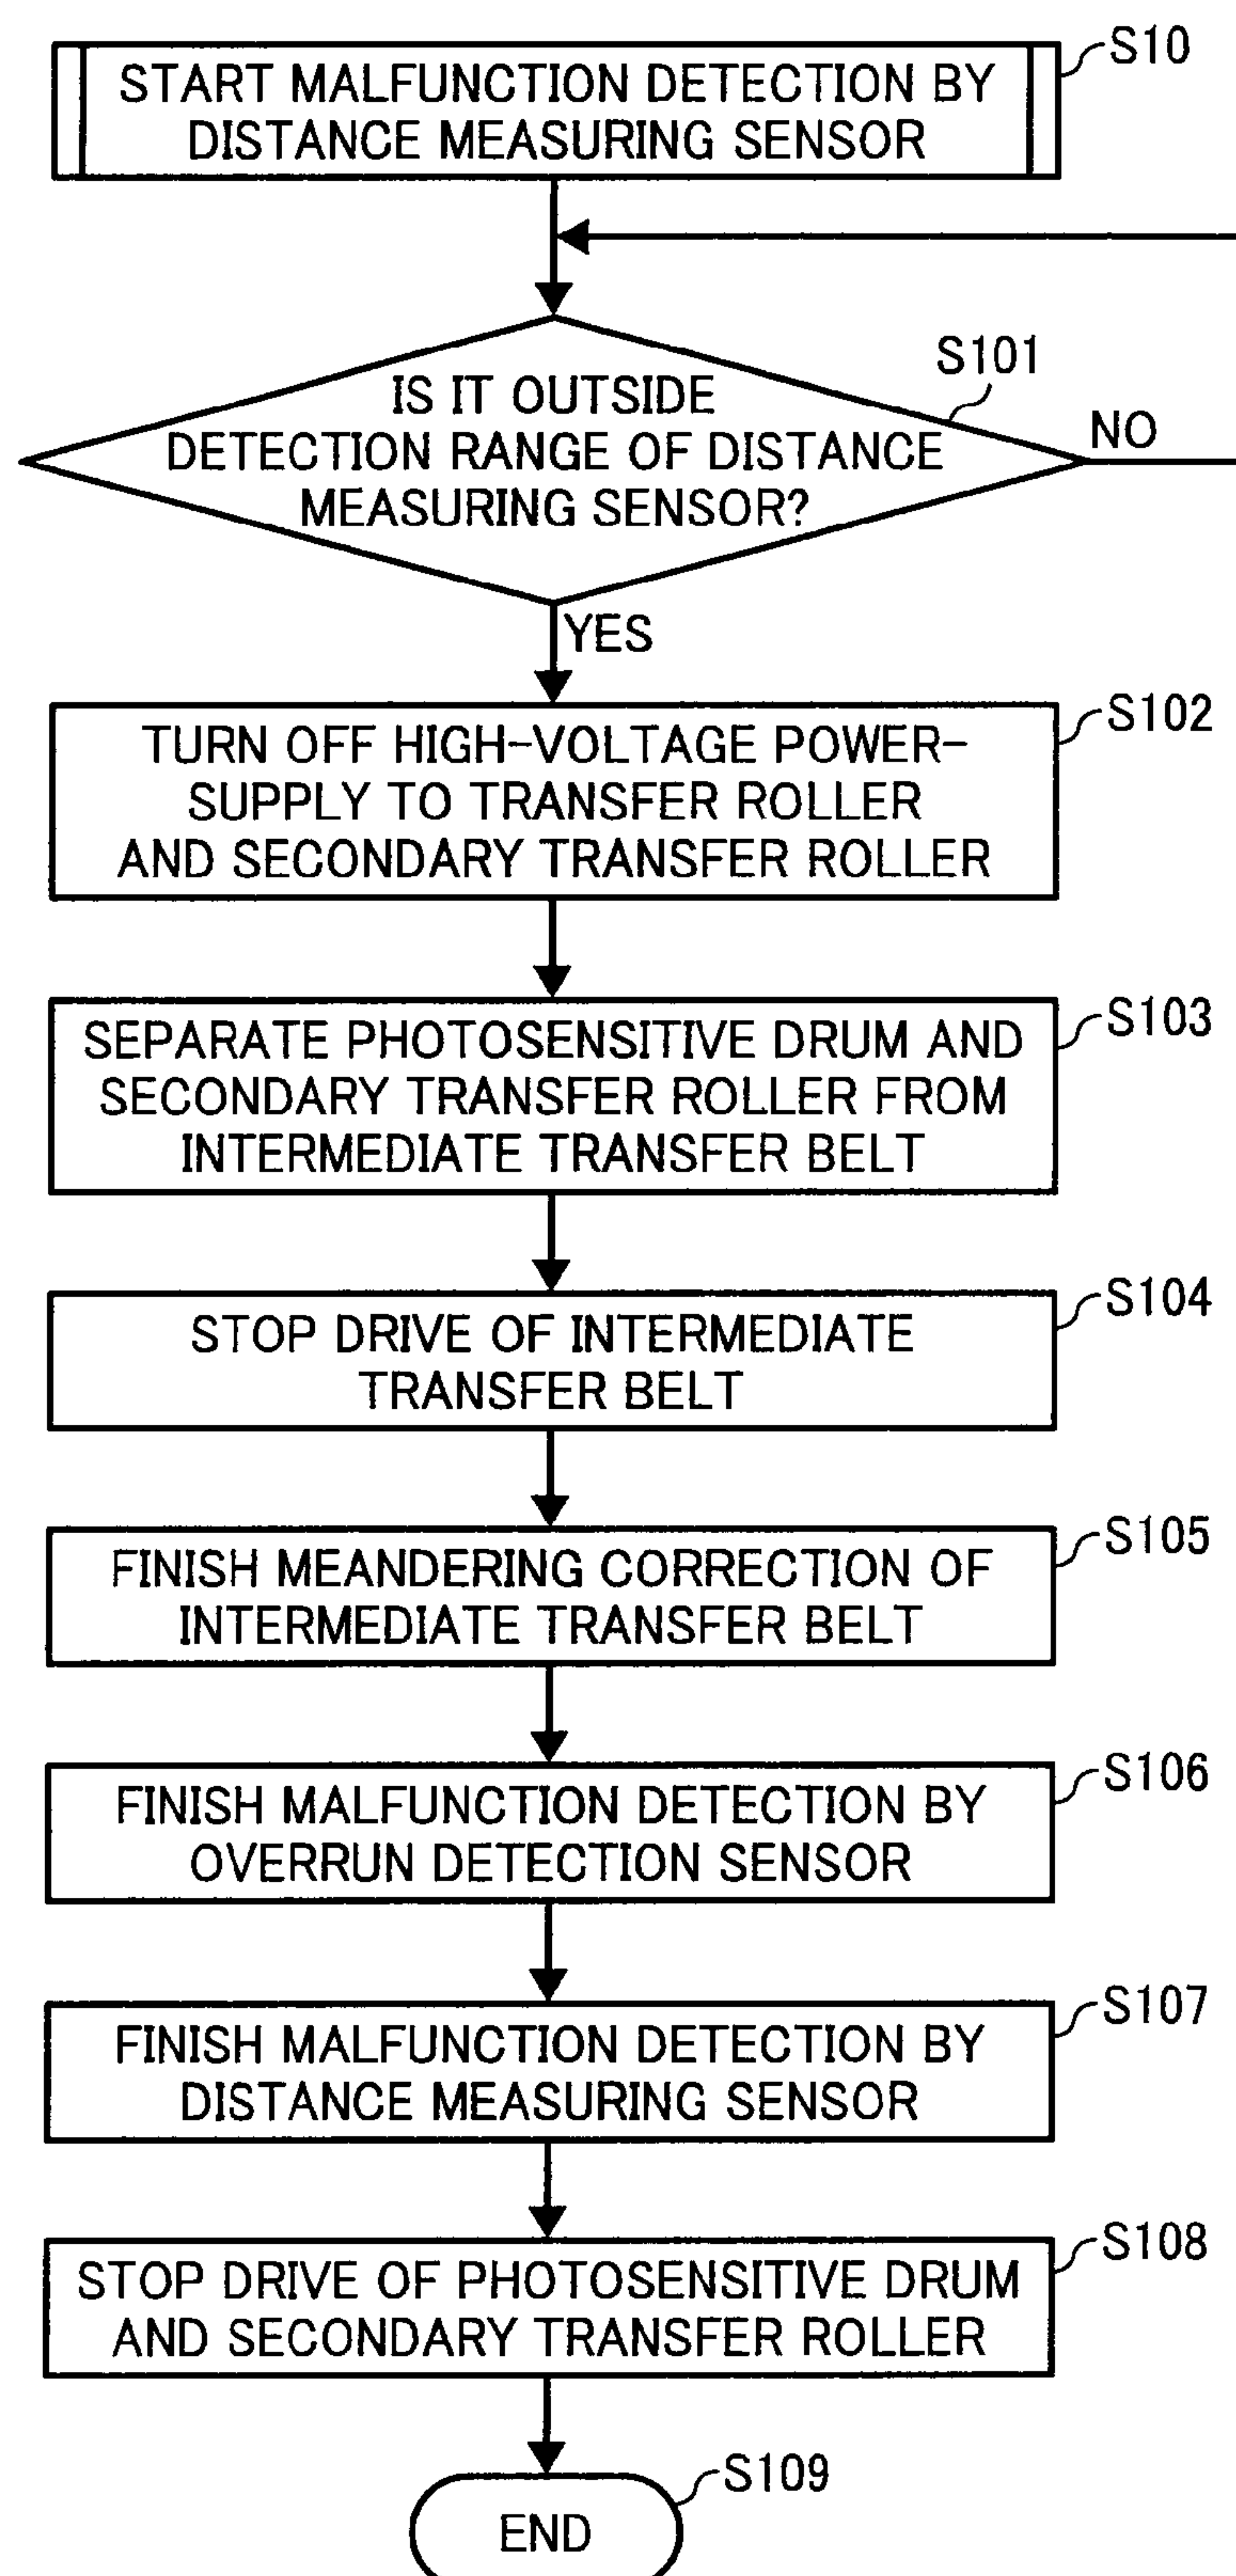 S10
START MALFUNCTION DETECTION BY
DISTANCE MEASURING SENSOR
S101
IS IT OUTSIDE
DETECTION RANGE OF DISTANCE
MEASURING SENSOR?
NO
YES
S102
TURN OFF HIGH-VOLTAGE POWER-
SUPPLY TO TRANSFER ROLLER
AND SECONDARY TRANSFER ROLLER
S103
SEPARATE PHOTOSENSITIVE DRUM AND
SECONDARY TRANSFER ROLLER FROM
INTERMEDIATE TRANSFER BELT
S104
STOP DRIVE OF INTERMEDIATE
TRANSFER BELT
S105
FINISH MEANDERING CORRECTION OF
INTERMEDIATE TRANSFER BELT
S106
FINISH MALFUNCTION DETECTION BY
OVERRUN DETECTION SENSOR
S107
FINISH MALFUNCTION DETECTION BY
DISTANCE MEASURING SENSOR
S108
STOP DRIVE OF PHOTOSENSITIVE DRUM
AND SECONDARY TRANSFER ROLLER
S109
END